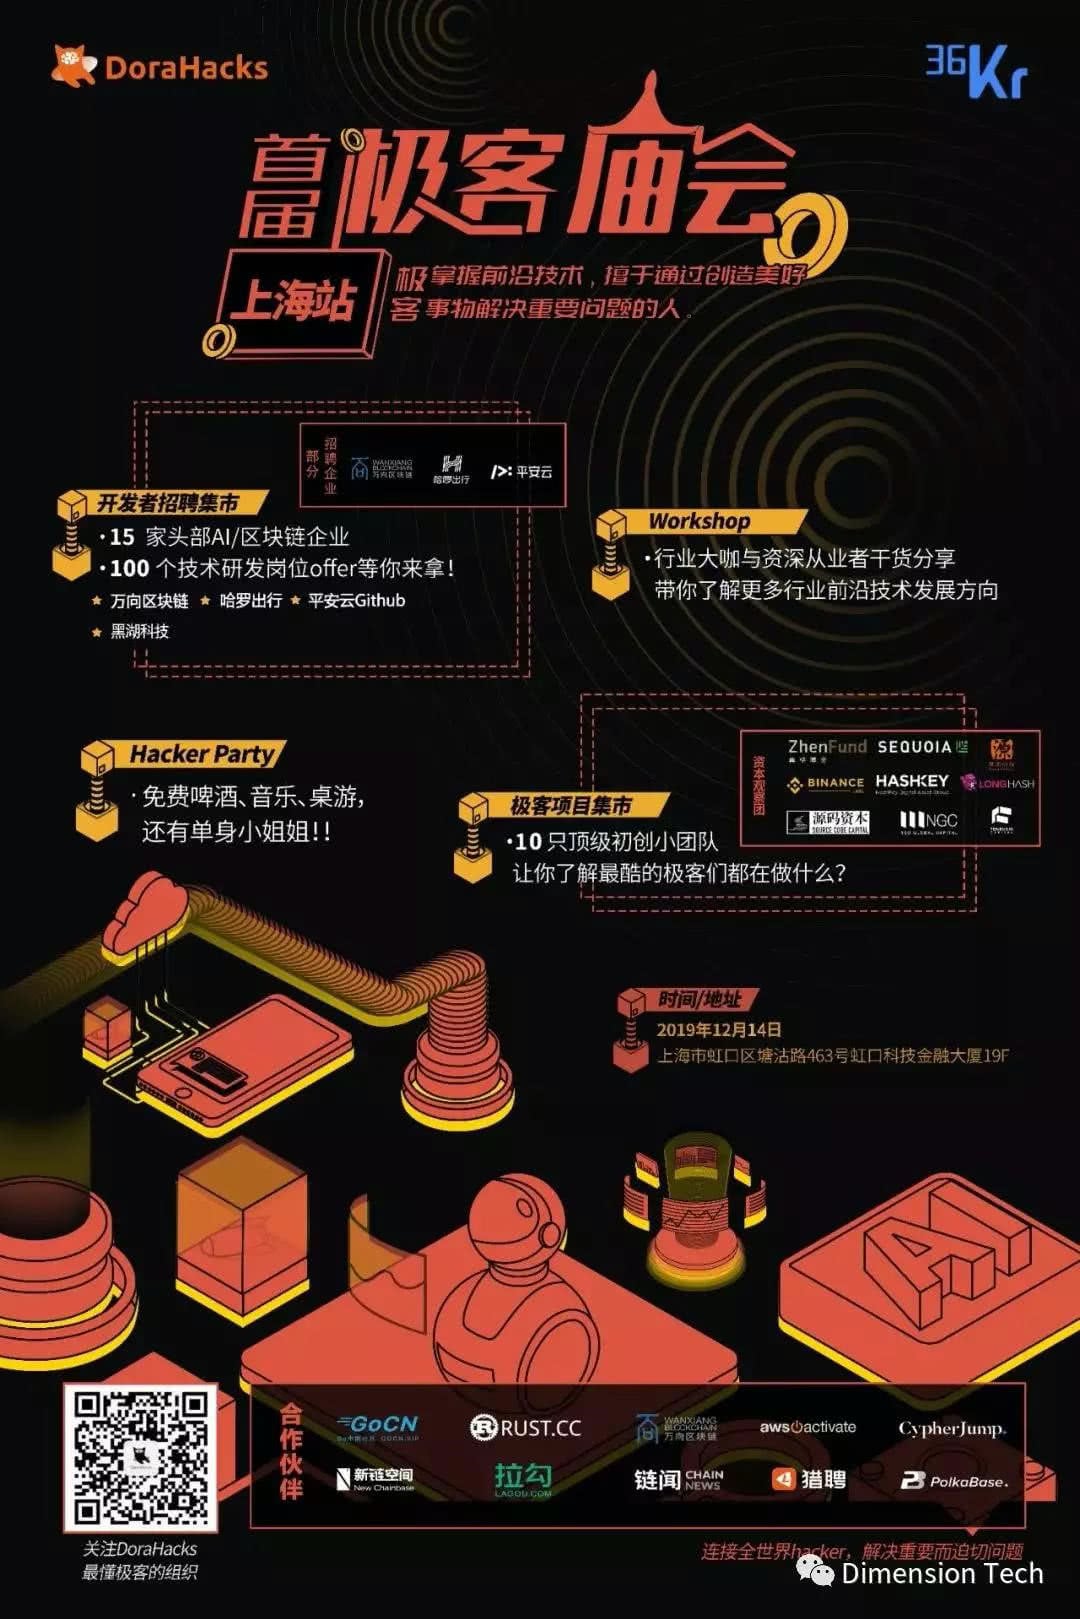 DoraHacks
36Kr
首届
极客庙会
上海站
极客
掌握前沿技术，擅于通过创造美好
事物解决重要问题的人。
部分招聘企业
WANXIANG
BLOCKCHAIN
万向区块链
哈罗出行
平安云
开发者招聘集市
·15 家头部AI/区块链企业
·100 个技术研发岗位offer等你来拿！
★ 万向区块链 ★ 哈罗出行 ★ 平安云Github
★ 黑湖科技
Workshop
·行业大咖与资深从业者干货分享
带你了解更多行业前沿技术发展方向
Hacker Party
·免费啤酒、音乐、桌游，
还有单身小姐姐!!
资本观察团
ZhenFund
真格基金
SEQUOIA
BINANCE
HASHKEY
LONGHASH
源码资本
SOURCE CODE CAPITAL
NGC
NEO GLOBAL CAPITAL
极客项目集市
·10 只顶级初创小团队
让你了解最酷的极客们都在做什么?
时间/地址
2019年12月14日
上海市虹口区塘沽路463号虹口科技金融大厦19F
AI
合作伙伴
GoCN
RUST.CC
WANXIANG
BLOCKCHAIN
万向区块链
aws activate
CypherJump.
新链空间
New Chainbase
拉勾
LAGOU.COM
链闻 CHAIN NEWS
猎聘
PolkaBase.
关注DoraHacks
最懂极客的组织
连接全世界hacker，解决重要而迫切问题
Dimension Tech